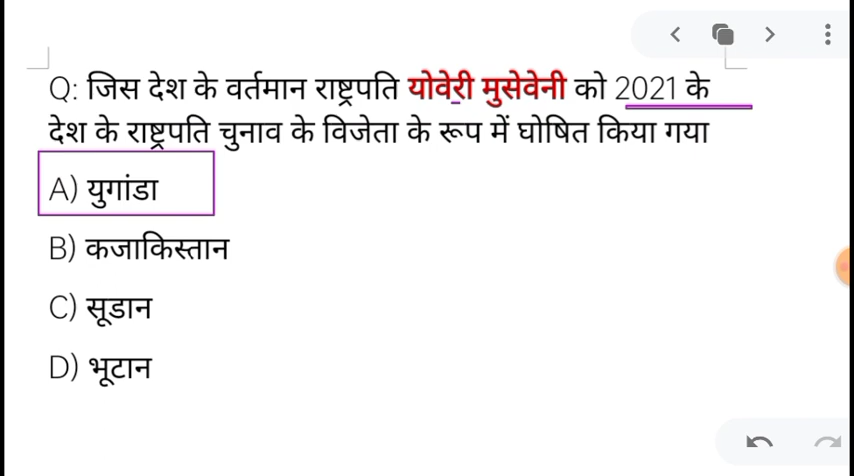 Q: जिस देश के वर्तमान राष्ट्रपति योवेरी मुसेवेनी को 2021 के
देश के राष्ट्रपति चुनाव के विजेता के रूप में घोषित किया गया
A) युगांडा
B) कजाकिस्तान
C) सूडान
D) भूटान